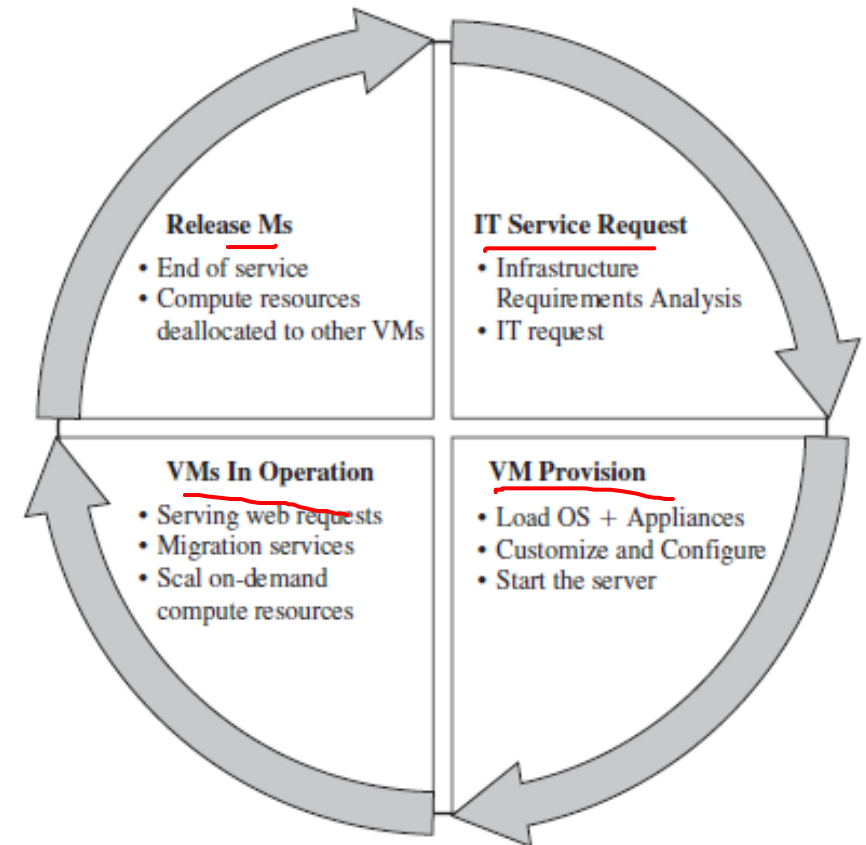 Release Ms
• End of service
• Compute resources
deallocated to other VMs
IT Service Request
• Infrastructure
Requirements Analysis
• IT request
VMs In Operation
• Serving web requests
• Migration services
• Scal on-demand
compute resources
VM Provision
• Load OS + Appliances
• Customize and Configure
• Start the server